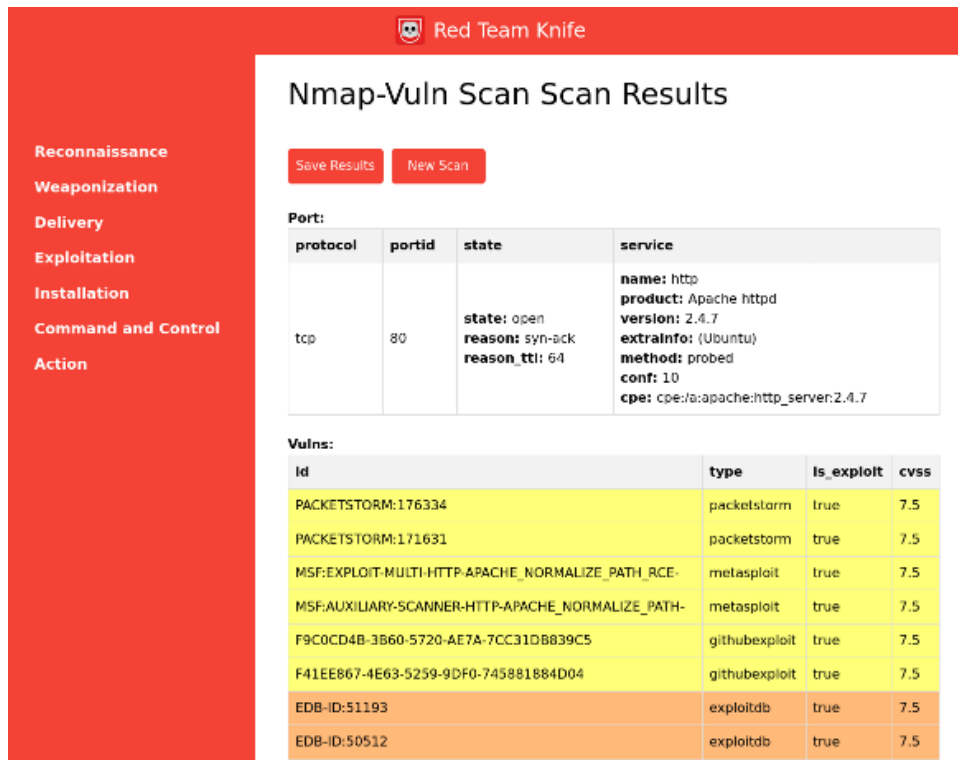 Red Team Knife
Nmap-Vuln Scan Scan Results
Reconnaissance
Weaponization
Delivery
Exploitation
Installation
Command and Control
Action
Save Results New Scan
Port:
protocol portid state service
tcp 80
state: open
reason: syn-ack
reason_ttl: 64
name: http
product: Apache httpd
version: 2.4.7
extrainfo: (Ubuntu)
method: probed
conf: 10
cpe: cpe:/a:apache:http_server:2.4.7
Vulns:
id type is_exploit cvss
PACKETSTORM:176334 packetstorm true 7.5
PACKETSTORM:171631 packetstorm true 7.5
MSF:EXPLOIT-MULTI-HTTP-APACHE_NORMALIZE_PATH_RCE- metasploit true 7.5
MSF:AUXILIARY-SCANNER-HTTP-APACHE_NORMALIZE_PATH- metasploit true 7.5
F9C0CD4B-3B60-5720-AE7A-7CC31DB839C5 githubexploit true 7.5
F41EE867-4E63-5259-9DF0-745881884D04 githubexploit true 7.5
EDB-ID:51193 exploitdb true 7.5
EDB-ID:50512 exploitdb true 7.5